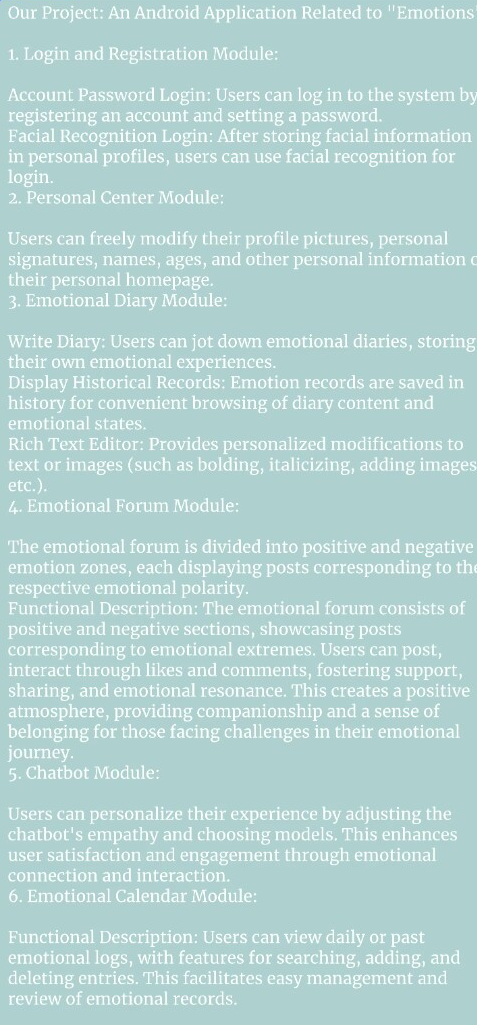 Our Project: An Android Application Related to "Emotions"
1. Login and Registration Module:
Account Password Login: Users can log in to the system by
registering an account and setting a password.
Facial Recognition Login: After storing facial information
in personal profiles, users can use facial recognition for
login.
2. Personal Center Module:
Users can freely modify their profile pictures, personal
signatures, names, ages, and other personal information
their personal homepage.
3. Emotional Diary Module:
Write Diary: Users can jot down emotional diaries, storing
their own emotional experiences.
Display Historical Records: Emotion records are saved in
history for convenient browsing of diary content and
emotional states.
Rich Text Editor: Provides personalized modifications to
text or images (such as bolding, italicizing, adding images,
etc.).
4. Emotional Forum Module:
The emotional forum is divided into positive and negative
emotion zones, each displaying posts corresponding to the
respective emotional polarity.
Functional Description: The emotional forum consists of
positive and negative sections, showcasing posts
corresponding to emotional extremes. Users can post,
interact through likes and comments, fostering support,
sharing, and emotional resonance. This creates a positive
atmosphere, providing companionship and a sense of
belonging for those facing challenges in their emotional
journey.
5. Chatbot Module:
Users can personalize their experience by adjusting the
chatbot's empathy and choosing models. This enhances
user satisfaction and engagement through emotional
connection and interaction.
6. Emotional Calendar Module:
Functional Description: Users can view daily or past
emotional logs, with features for searching, adding, and
deleting entries. This facilitates easy management and
review of emotional records.